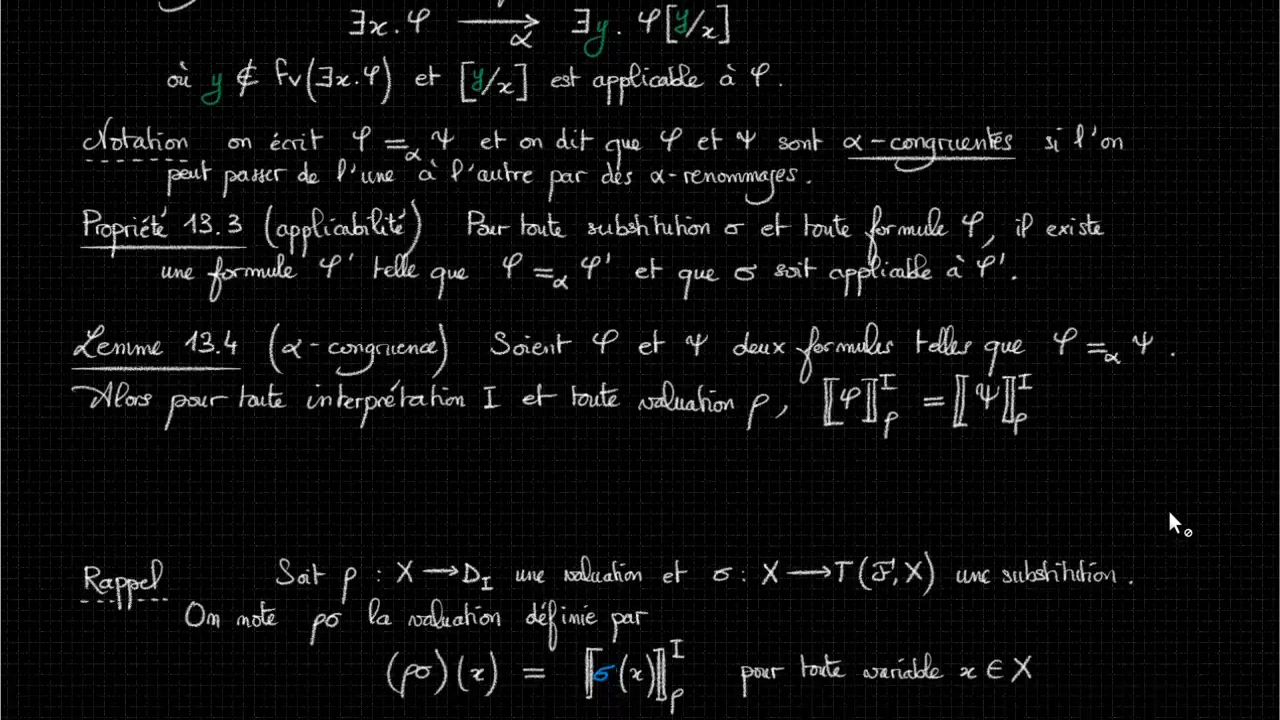 ∃x.φ →α ∃y. φ[y/x]
où y ∉ fv(∃x.φ) et [y/x] est applicable à φ.
Notation on écrit φ =α ψ et on dit que φ et ψ sont α-congruentes si l'on
peut passer de l'une à l'autre par des α-renommages.
Propriété 13.3 (applicabilité) Pour toute substitution σ et toute formule φ, il existe
une formule φ' telle que φ =α φ' et que σ soit applicable à φ'.
Lemme 13.4 (α-congruence) Soient φ et ψ deux formules telles que φ =α ψ.
Alors pour toute interprétation I et toute valuation ρ, ⟦φ⟧ᴵρ = ⟦ψ⟧ᴵρ
Rappel Soit ρ : X → D_I une valuation et σ : X → T(F, X) une substitution.
On note ρσ la valuation définie par
(ρσ)(x) = ⟦σ(x)⟧ᴵρ pour toute variable x ∈ X